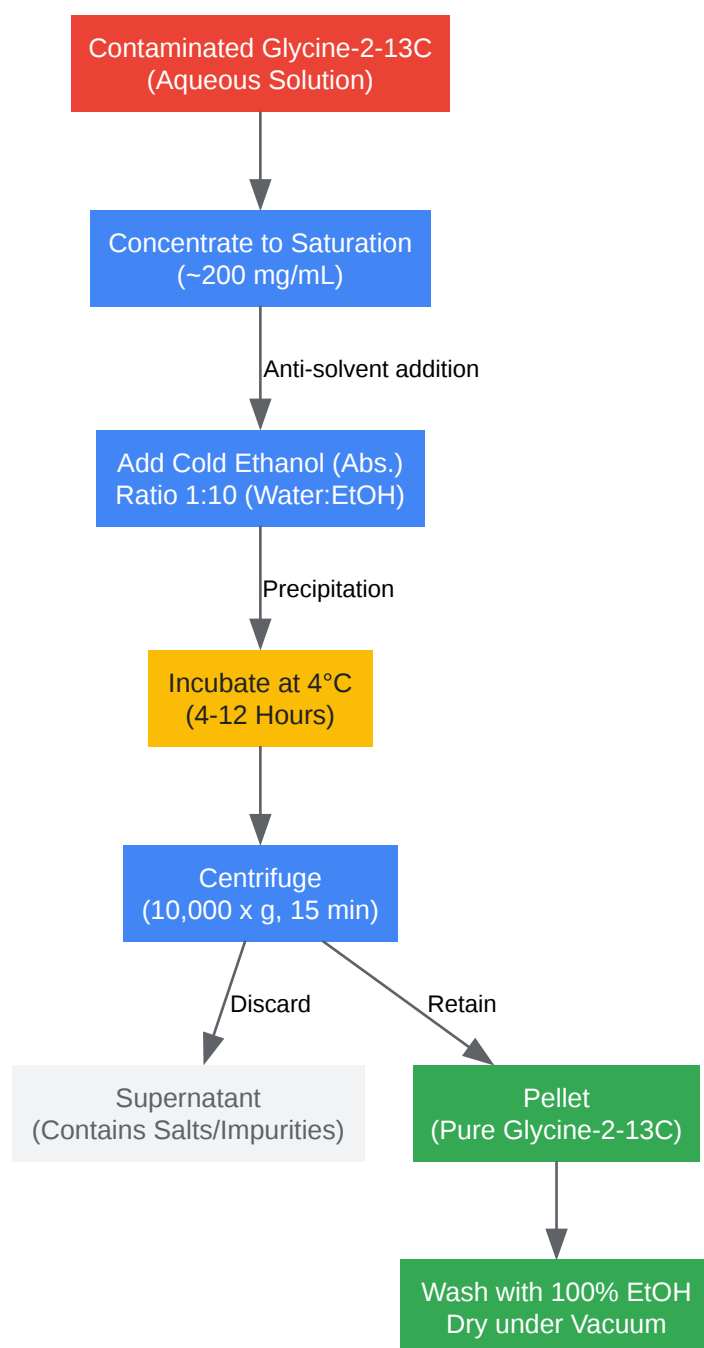 Contaminated Glycine-2-13C
(Aqueous Solution)
Concentrate to Saturation
(~200 mg/mL)
Anti-solvent addition
Add Cold Ethanol (Abs.)
Ratio 1:10 (Water:EtOH)
Precipitation
Incubate at 4°C
(4-12 Hours)
Centrifuge
(10,000 x g, 15 min)
Discard
Retain
Supernatant
(Contains Salts/Impurities)
Pellet
(Pure Glycine-2-13C)
Wash with 100% EtOH
Dry under Vacuum